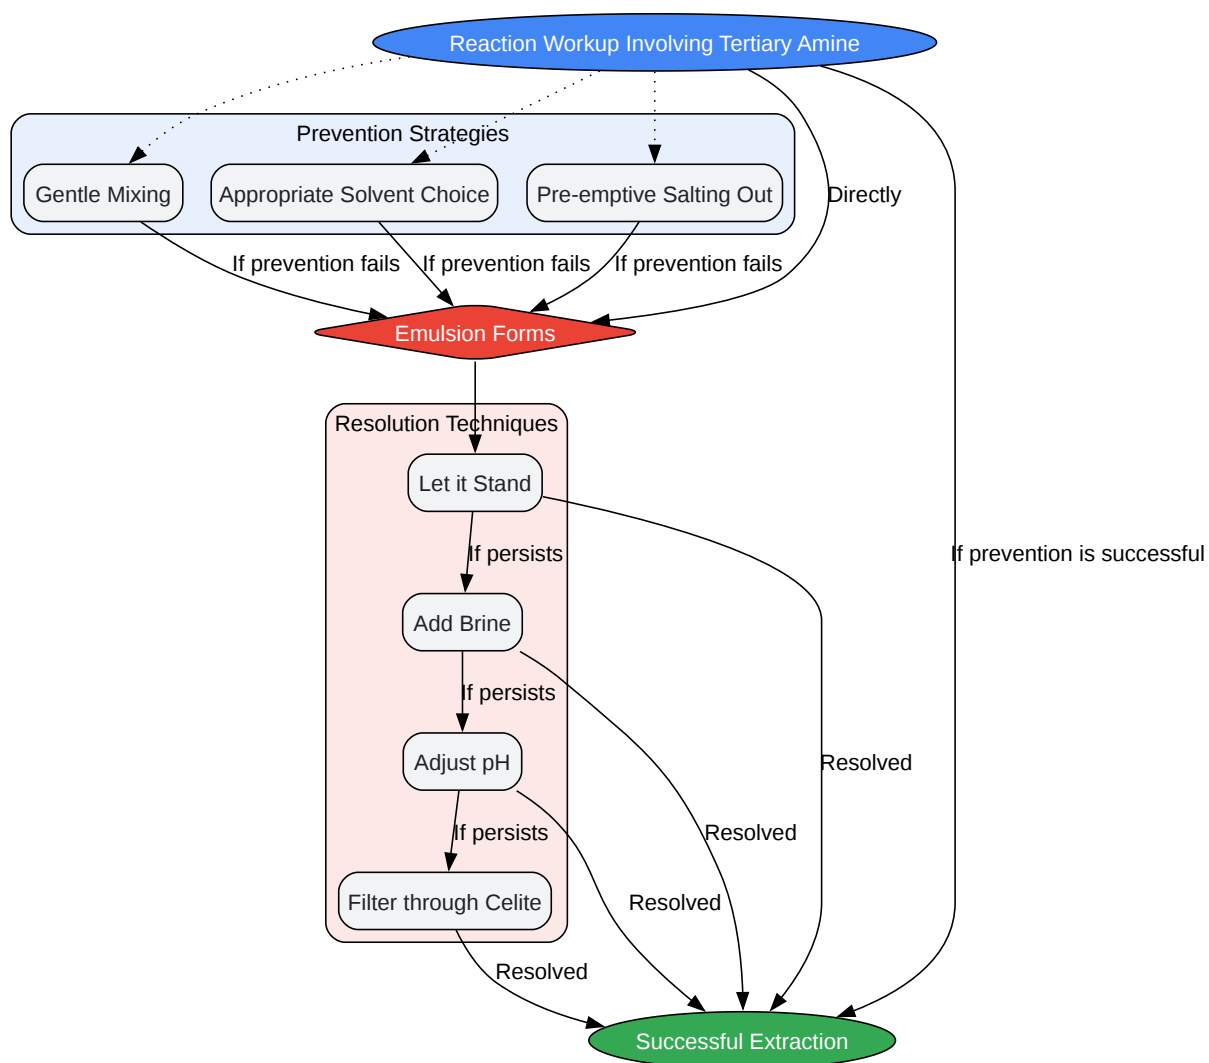 Reaction Workup Involving Tertiary Amine
Prevention Strategies
Gentle Mixing
Appropriate Solvent Choice
Pre-emptive Salting Out
Directly
If prevention fails
If prevention fails
If prevention fails
Emulsion Forms
Resolution Techniques
Let it Stand
If persists
If prevention is successful
Add Brine
If persists
Adjust pH
Resolved
If persists
Resolved
Filter through Celite
Resolved
Resolved
Successful Extraction